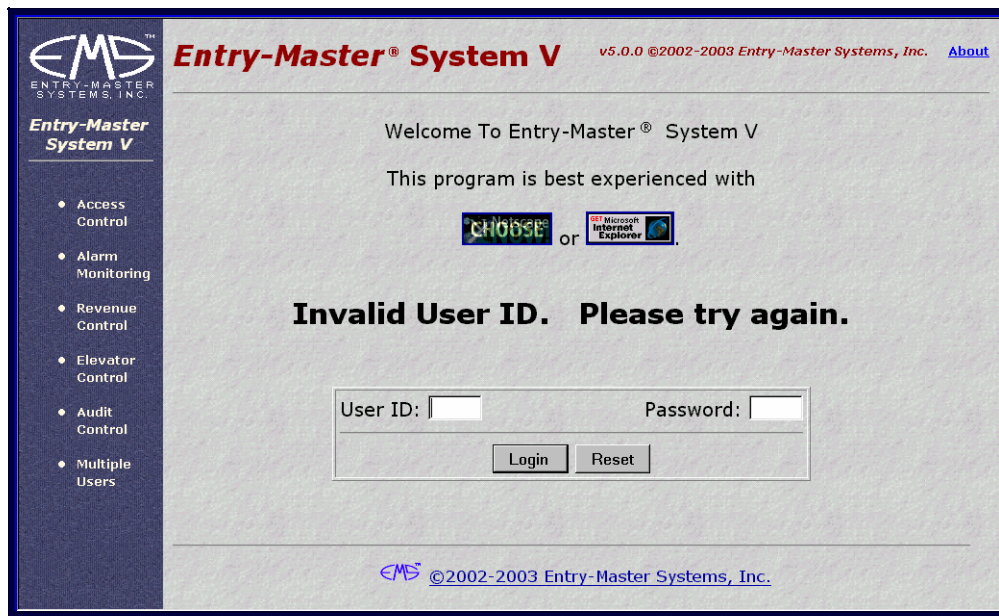 EMS™
ENTRY-MASTER
SYSTEMS, INC.
Entry-Master
System V
• Access
Control
• Alarm
Monitoring
• Revenue
Control
• Elevator
Control
• Audit
Control
• Multiple
Users
Entry-Master® System V v5.0.0 ©2002-2003 Entry-Master Systems, Inc. About
Welcome To Entry-Master ® System V
This program is best experienced with
CHOOSE Netscape or GET Microsoft Internet Explorer .
Invalid User ID. Please try again.
User ID: Password:
Login Reset
EMS ©2002-2003 Entry-Master Systems, Inc.